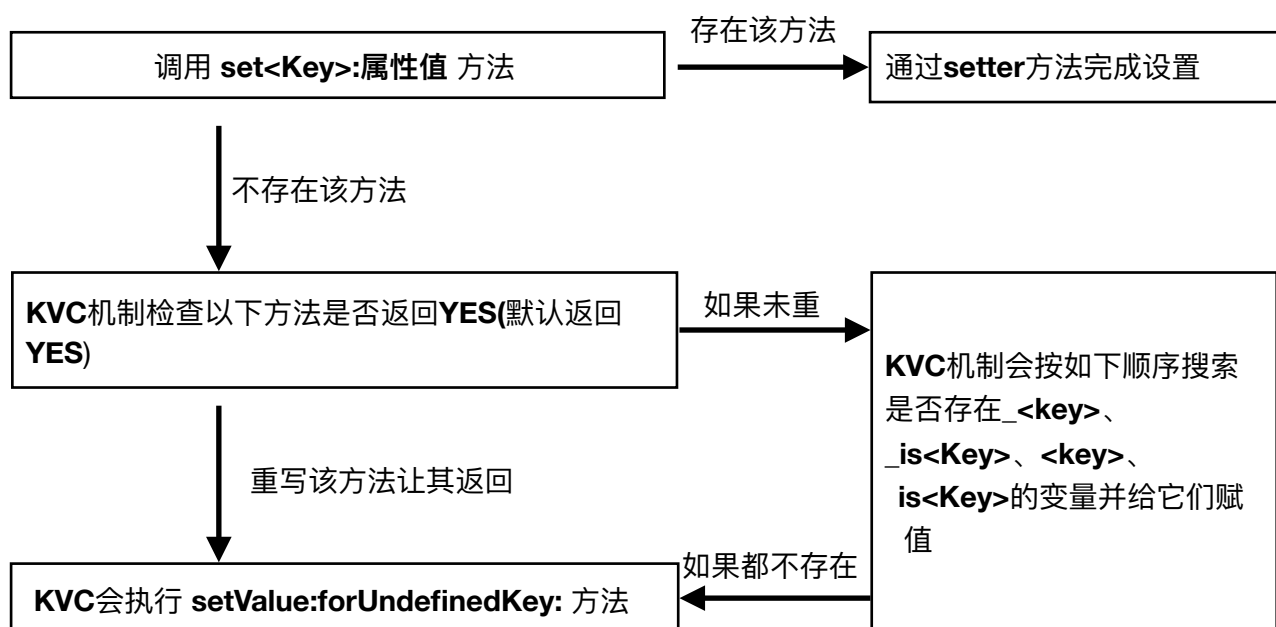 调用 set<Key>:属性值 方法
存在该方法
通过setter方法完成设置
不存在该方法
KVC机制检查以下方法是否返回YES(默认返回
YES)
如果未重
KVC机制会按如下顺序搜索
是否存在_<key>、
_is<Key>、<key>、
is<Key>的变量并给它们赋
值
重写该方法让其返回
如果都不存在
KVC会执行 setValue:forUndefinedKey: 方法